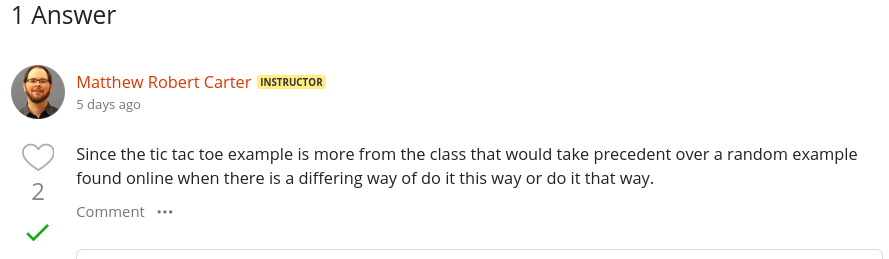 1 Answer
Matthew Robert Carter INSTRUCTOR
5 days ago
Since the tic tac toe example is more from the class that would take precedent over a random example
found online when there is a differing way of do it this way or do it that way.
2
Comment